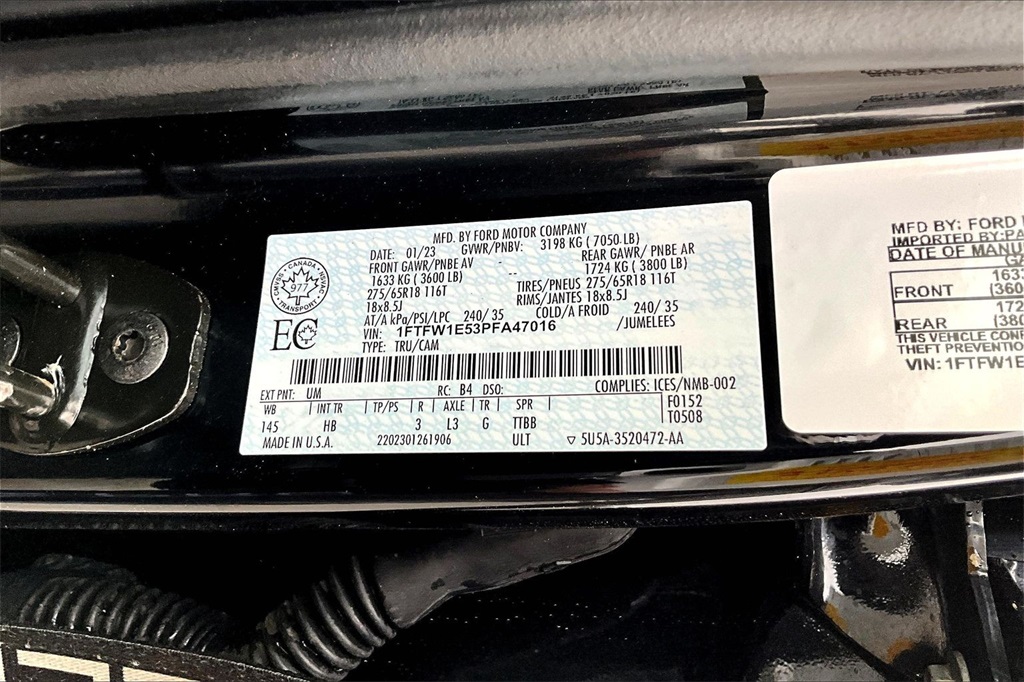 MFD. BY FORD MOTOR COMPANY
DATE: 01/23 GVWR/PNBV: 3198 KG ( 7050 LB)
FRONT GAWR/PNBE AV - REAR GAWR/ PNBE AR
1633 KG ( 3600 LB) -- 1724 KG ( 3800 LB)
275/65R18 116T TIRES/PNEUS 275/65R18 116T
18x8.5J RIMS/JANTES 18x8.5J
AT/A kPa/PSI/LPC 240/ 35 COLD/A FROID 240/ 35
VIN: 1FTFW1E53PFA47016 /JUMELEES
TYPE: TRU/CAM
CANADA
977
TRANSPORT
EC
EXT PNT: UM RC: B4 DSO: COMPLIES: ICES/NMB-002
WB INT TR TP/PS R AXLE TR SPR F0152
145 HB 3 L3 G TTBB T0508
MADE IN U.S.A. 2202301261906 ULT 5U5A-3520472-AA
MFD BY: FORD
IMPORTED BY:
DATE OF MANU
FRONT 1633
(360
REAR 172
(380
THIS VEHICLE CON
THEFT PREVENTIO
VIN: 1FTFW1E